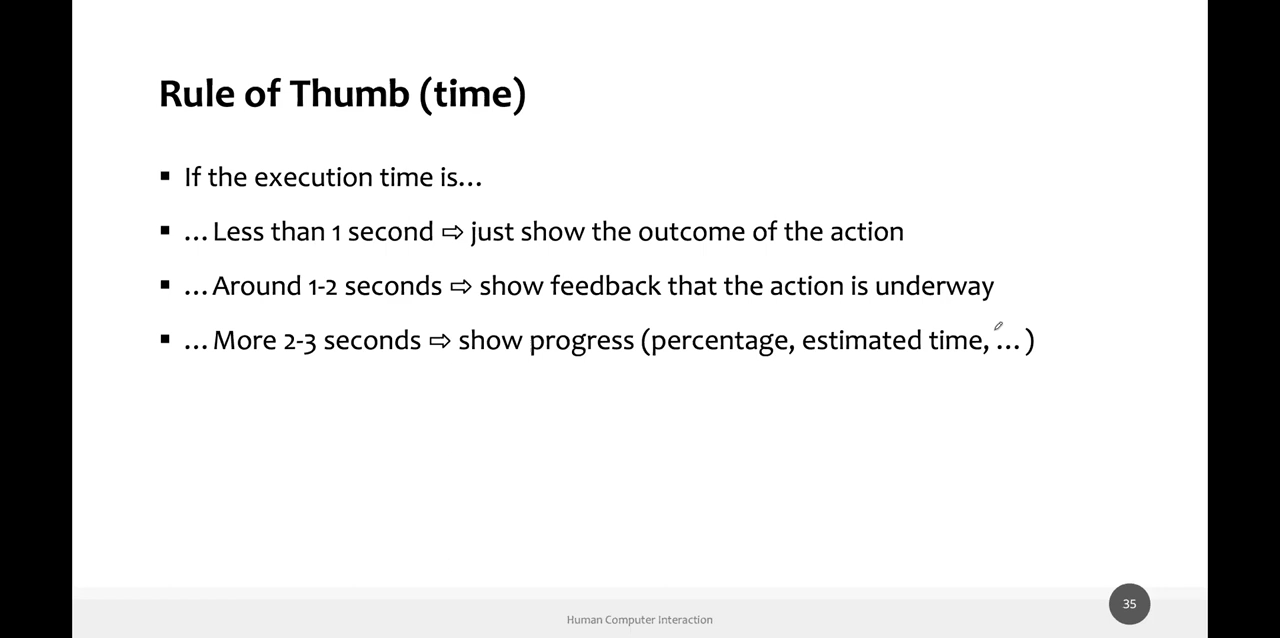 Rule of Thumb (time)
▪ If the execution time is…
▪ …Less than 1 second ⇨ just show the outcome of the action
▪ …Around 1-2 seconds ⇨ show feedback that the action is underway
▪ …More 2-3 seconds ⇨ show progress (percentage, estimated time, …)
35
Human Computer Interaction